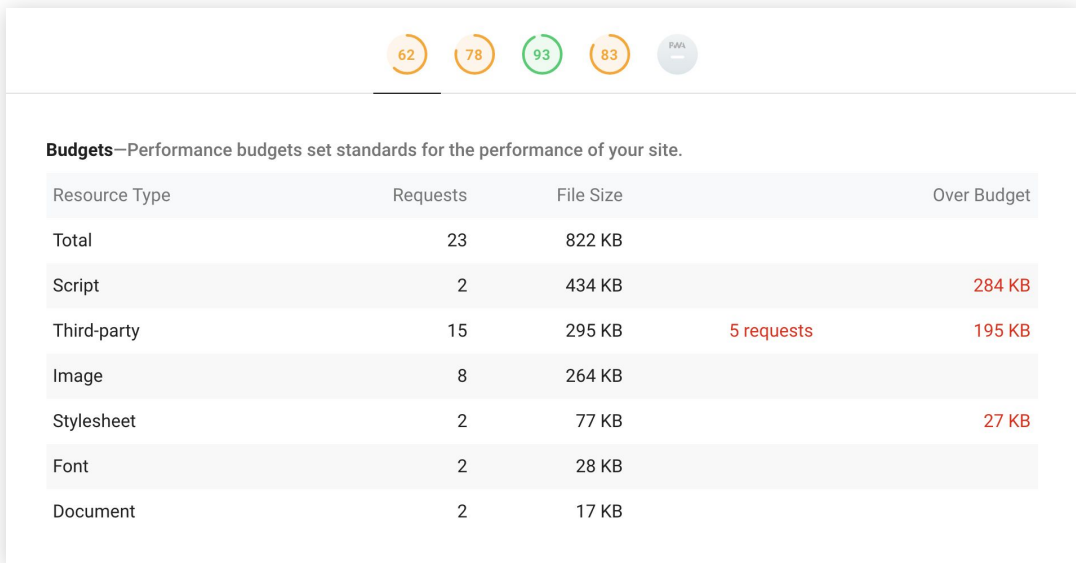 62 78 93 83 PWA
Budgets—Performance budgets set standards for the performance of your site.
Resource Type Requests File Size Over Budget
Total 23 822 KB
Script 2 434 KB 284 KB
Third-party 15 295 KB 5 requests 195 KB
Image 8 264 KB
Stylesheet 2 77 KB 27 KB
Font 2 28 KB
Document 2 17 KB